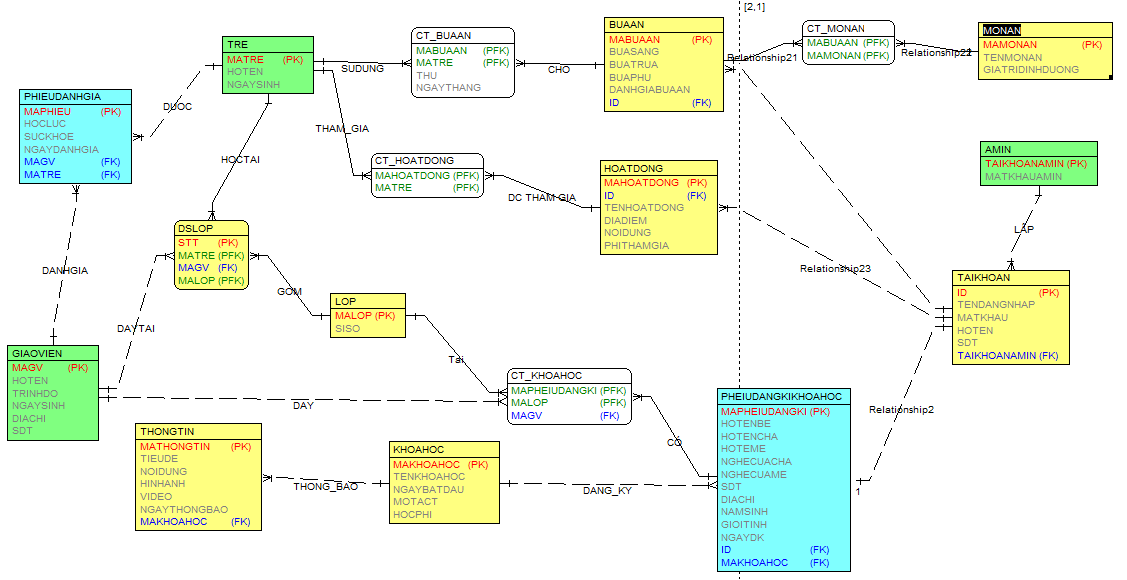 [2,1]
TRE
MATRE (PK)
HOTEN
NGAYSINH
CT_BUAAN
MABUAAN (PFK)
MATRE (PFK)
THU
NGAYTHANG
BUAAN
MABUAAN (PK)
BUASANG
BUATRUA
BUAPHU
DANHGIABUAAN
ID (FK)
CT_MONAN
MABUAAN (PFK)
MAMONAN (PFK)
MONAN
MAMONAN (PK)
TENMONAN
GIATRIDINHDUONG
SUDUNG
CHO
Relationship21
Relationship22
PHIEUDANHGIA
MAPHIEU (PK)
HOCLUC
SUCKHOE
NGAYDANHGIA
MAGV (FK)
MATRE (FK)
DUOC
THAM_GIA
HOCTAI
CT_HOATDONG
MAHOATDONG (PFK)
MATRE (PFK)
DC THAM GIA
HOATDONG
MAHOATDONG (PK)
ID (FK)
TENHOATDONG
DIADIEM
NOIDUNG
PHITHAMGIA
AMIN
TAIKHOANAMIN (PK)
MATKHAUAMIN
LẬP
DSLOP
STT (PK)
MATRE (PFK)
MAGV (FK)
MALOP (PFK)
DANHGIA
GOM
DAYTAI
Relationship23
TAIKHOAN
ID (PK)
TENDANGNHAP
MATKHAU
HOTEN
SDT
TAIKHOANAMIN (FK)
LOP
MALOP (PK)
SISO
Tai
GIAOVIEN
MAGV (PK)
HOTEN
TRINHDO
NGAYSINH
DIACHI
SDT
DAY
CT_KHOAHOC
MAPHEIUDANGKI (PFK)
MALOP (PFK)
MAGV (FK)
CÓ
PHEIUDANGKIKHOAHOC
MAPHEIUDANGKI (PK)
HOTENBE
HOTENCHA
HOTEME
NGHECUACHA
NGHECUAME
SDT
DIACHI
NAMSINH
GIOITINH
NGAYDK
ID (FK)
MAKHOAHOC (FK)
Relationship2
1
THONGTIN
MATHONGTIN (PK)
TIEUDE
NOIDUNG
HINHANH
VIDEO
NGAYTHONGBAO
MAKHOAHOC (FK)
THONG_BAO
KHOAHOC
MAKHOAHOC (PK)
TENKHOAHOC
NGAYBATDAU
MOTACT
HOCPHI
DANG_KY